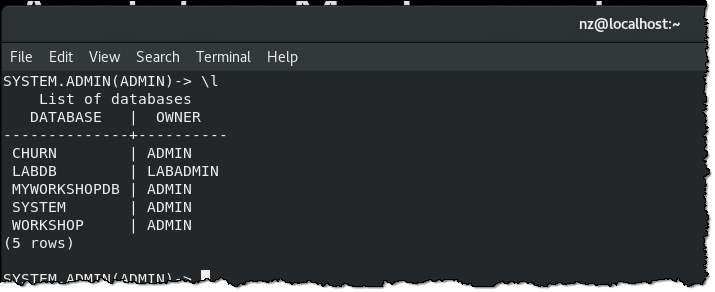 nz@localhost:~
File Edit View Search Terminal Help
SYSTEM.ADMIN(ADMIN)-> \l
    List of databases
   DATABASE   |  OWNER
--------------+----------
 CHURN        | ADMIN
 LABDB        | LABADMIN
 MYWORKSHOPDB | ADMIN
 SYSTEM       | ADMIN
 WORKSHOP     | ADMIN
(5 rows)
SYSTEM.ADMIN(ADMIN)->